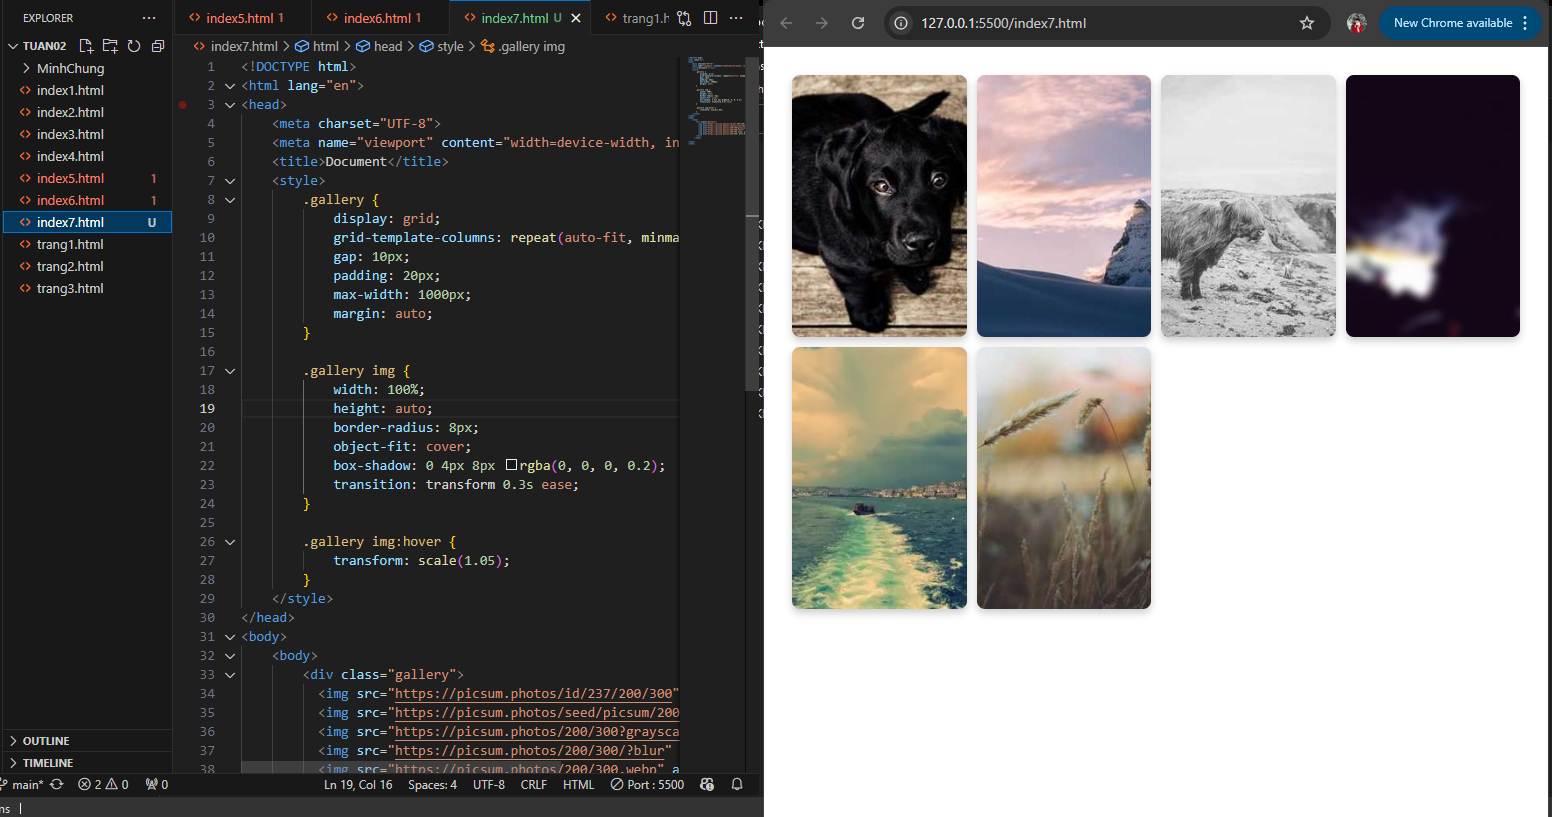 EXPLORER
TUAN02
MinhChung
index1.html
index2.html
index3.html
index4.html
index5.html 1
index6.html 1
index7.html U
trang1.html
trang2.html
trang3.html
OUTLINE
TIMELINE
index5.html 1
index6.html 1
index7.html U
trang1.h
index7.html > html > head > style > .gallery img
1 <!DOCTYPE html>
2 <html lang="en">
3 <head>
4 <meta charset="UTF-8">
5 <meta name="viewport" content="width=device-width, in
6 <title>Document</title>
7 <style>
8 .gallery {
9 display: grid;
10 grid-template-columns: repeat(auto-fit, minma
11 gap: 10px;
12 padding: 20px;
13 max-width: 1000px;
14 margin: auto;
15 }
16
17 .gallery img {
18 width: 100%;
19 height: auto;
20 border-radius: 8px;
21 object-fit: cover;
22 box-shadow: 0 4px 8px rgba(0, 0, 0, 0.2);
23 transition: transform 0.3s ease;
24 }
25
26 .gallery img:hover {
27 transform: scale(1.05);
28 }
29 </style>
30 </head>
31 <body>
32 <body>
33 <div class="gallery">
34 <img src="https://picsum.photos/id/237/200/300"
35 <img src="https://picsum.photos/seed/picsum/200
36 <img src="https://picsum.photos/200/300?graysca
37 <img src="https://picsum.photos/200/300/?blur"
38 <img src="https://picsum.photos/200/300.webp" a
main* 2 0 0 Ln 19, Col 16 Spaces: 4 UTF-8 CRLF HTML Port : 5500
ms
127.0.0.1:5500/index7.html
New Chrome available